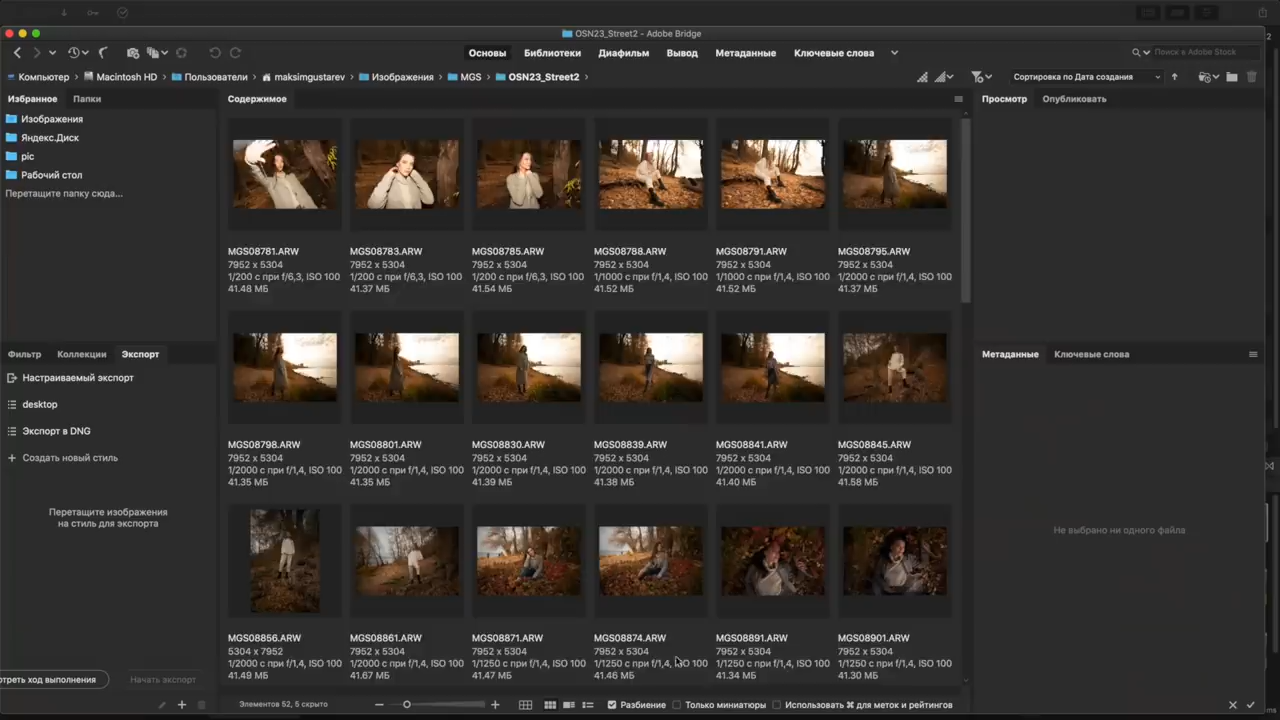 OSN23_Street2 - Adobe Bridge
Основы Библиотеки Диафильм Вывод Метаданные Ключевые слова
Поиск в Adobe Stock
Компьютер > Macintosh HD > Пользователи > maksimgustarev > Изображения > MGS > OSN23_Street2 >
Сортировка по Дата создания
Избранное Папки
Изображения
Яндекс.Диск
pic
Рабочий стол
Перетащите папку сюда...
Фильтр Коллекции Экспорт
Настраиваемый экспорт
desktop
Экспорт в DNG
+ Создать новый стиль
Перетащите изображения
на стиль для экспорта
отреть ход выполнения
Начать экспорт
Содержимое
MGS08781.ARW MGS08783.ARW MGS08785.ARW MGS08788.ARW MGS08791.ARW MGS08795.ARW
7952 x 5304 7952 x 5304 7952 x 5304 7952 x 5304 7952 x 5304 7952 x 5304
1/200 с при f/6,3, ISO 100 1/200 с при f/6,3, ISO 100 1/200 с при f/6,3, ISO 100 1/1000 с при f/1,4, ISO 100 1/2000 с при f/1,4, ISO 100 1/2000 с при f/1,4, ISO 100
41.48 МБ 41.37 МБ 41.54 МБ 41.52 МБ 41.52 МБ 41.37 МБ
MGS08798.ARW MGS08801.ARW MGS08830.ARW MGS08839.ARW MGS08841.ARW MGS08845.ARW
7952 x 5304 7952 x 5304 7952 x 5304 7952 x 5304 7952 x 5304 7952 x 5304
1/2000 с при f/1,4, ISO 100 1/2000 с при f/1,4, ISO 100 1/2000 с при f/1,4, ISO 100 1/2000 с при f/1,4, ISO 100 1/2000 с при f/1,4, ISO 100 1/2000 с при f/1,4, ISO 100
41.35 МБ 41.35 МБ 41.39 МБ 41.38 МБ 41.40 МБ 41.58 МБ
MGS08856.ARW MGS08861.ARW MGS08871.ARW MGS08874.ARW MGS08891.ARW MGS08901.ARW
5304 x 7952 7952 x 5304 7952 x 5304 7952 x 5304 7952 x 5304 7952 x 5304
1/2000 с при f/1,4, ISO 100 1/2000 с при f/1,4, ISO 100 1/1250 с при f/1,4, ISO 100 1/1250 с при f/1,4, ISO 100 1/1250 с при f/1,4, ISO 100 1/1250 с при f/1,4, ISO 100
41.49 МБ 41.67 МБ 41.47 МБ 41.46 МБ 41.34 МБ 41.30 МБ
Элементов 52, 5 скрыто
Разбиение Только миниатюры Использовать ⌘ для меток и рейтингов
Просмотр Опубликовать
Метаданные Ключевые слова
Не выбрано ни одного файла